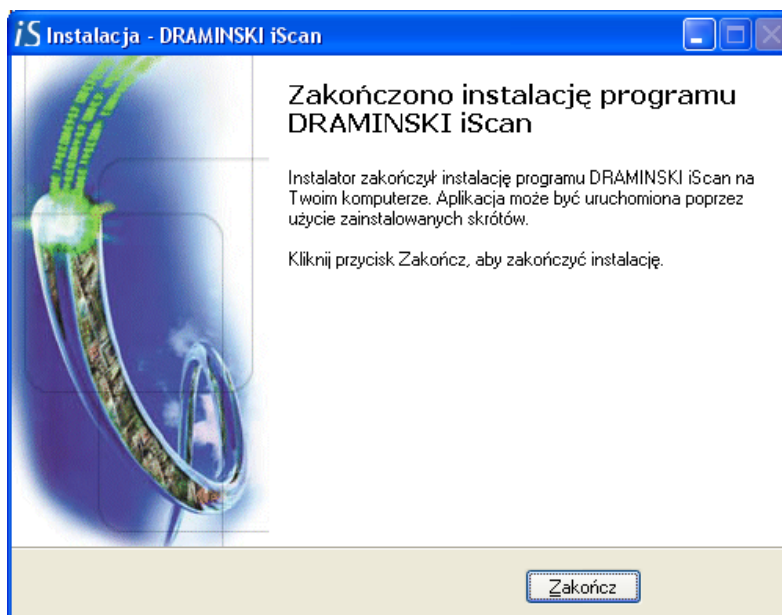 iS Instalacja - DRAMINSKI iScan
Zakończono instalację programu
DRAMINSKI iScan
Instalator zakończył instalację programu DRAMINSKI iScan na
Twoim komputerze. Aplikacja może być uruchomiona poprzez
użycie zainstalowanych skrótów.
Kliknij przycisk Zakończ, aby zakończyć instalację.
Zakończ